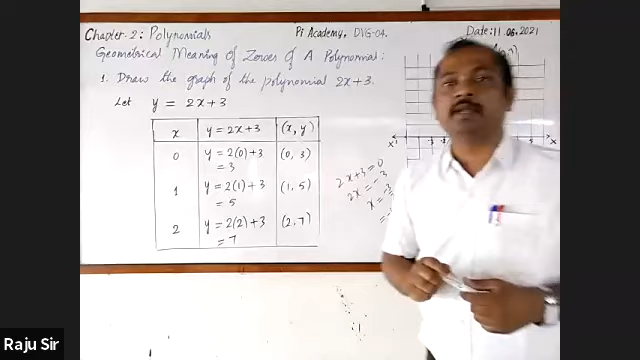 Chapter-2: Polynomials Pi Academy, DVG-04. Date: 11.06.2021
Geometrical Meaning of Zeroes Of A Polynomial:
1. Draw the graph of the polynomial 2x+3.
Let y = 2x+3
x y = 2x+3 (x, y)
0 y = 2(0)+3 (0, 3)
= 3
1 y = 2(1)+3 (1, 5)
= 5
2 y = 2(2)+3 (2, 7)
= 7
2x+3=0
2x = -3
x'
x
Raju Sir